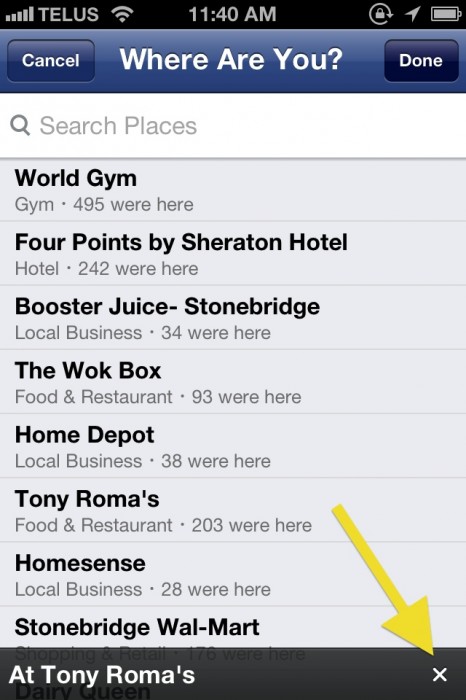 TELUS 11:40 AM
Cancel Where Are You? Done
Search Places
World Gym
Gym · 495 were here
Four Points by Sheraton Hotel
Hotel · 242 were here
Booster Juice- Stonebridge
Local Business · 34 were here
The Wok Box
Food & Restaurant · 93 were here
Home Depot
Local Business · 38 were here
Tony Roma's
Food & Restaurant · 203 were here
Homesense
Local Business · 28 were here
Stonebridge Wal-Mart
Shopping & Retail · 176 were here
At Tony Roma's
Dairy Queen